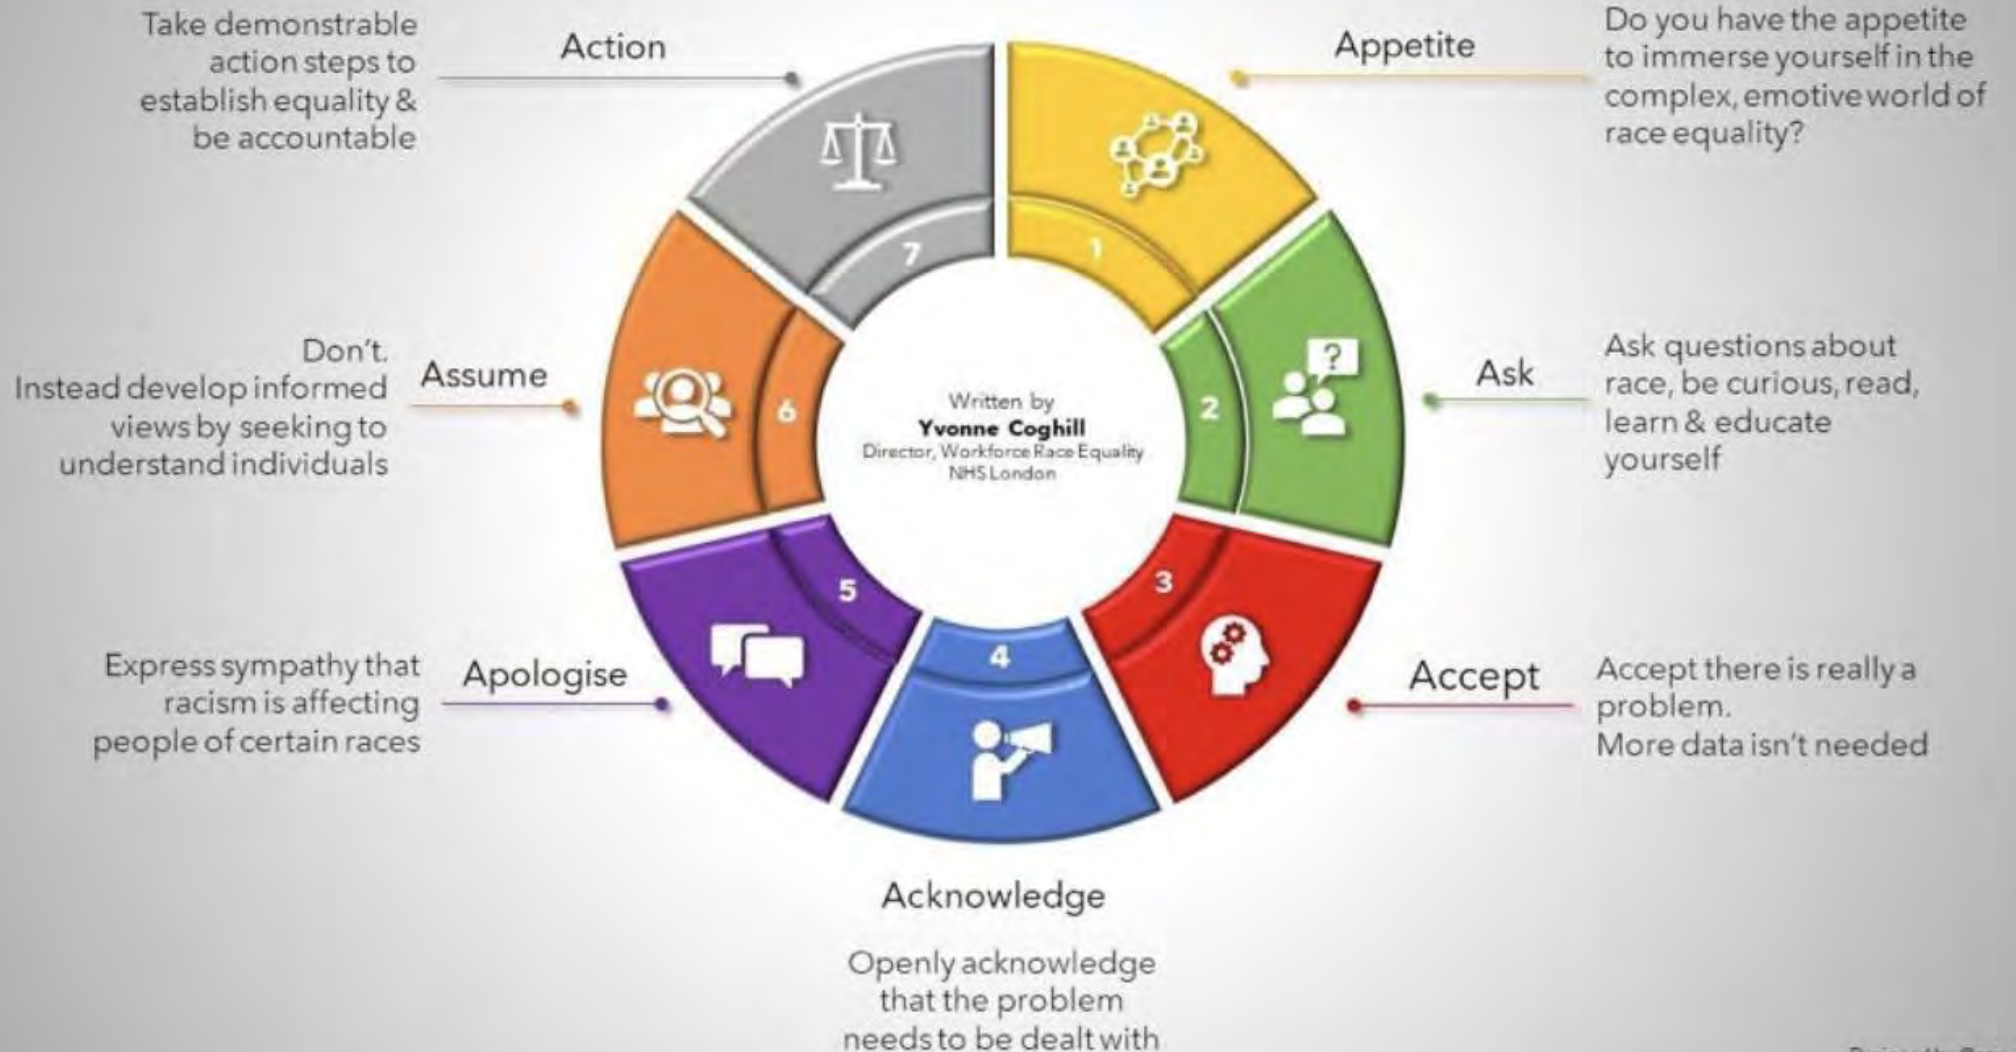 Appetite
Do you have the appetite
to immerse yourself in the
complex, emotive world of
race equality?
1
Ask
Ask questions about
race, be curious, read,
learn & educate
yourself
2
?
Accept
Accept there is really a
problem.
More data isn't needed
3
Acknowledge
Openly acknowledge
that the problem
needs to be dealt with
4
Apologise
Express sympathy that
racism is affecting
people of certain races
5
Assume
Don't.
Instead develop informed
views by seeking to
understand individuals
6
Action
Take demonstrable
action steps to
establish equality &
be accountable
7
Written by
Yvonne Coghill
Director, Workforce Race Equality
NHS London